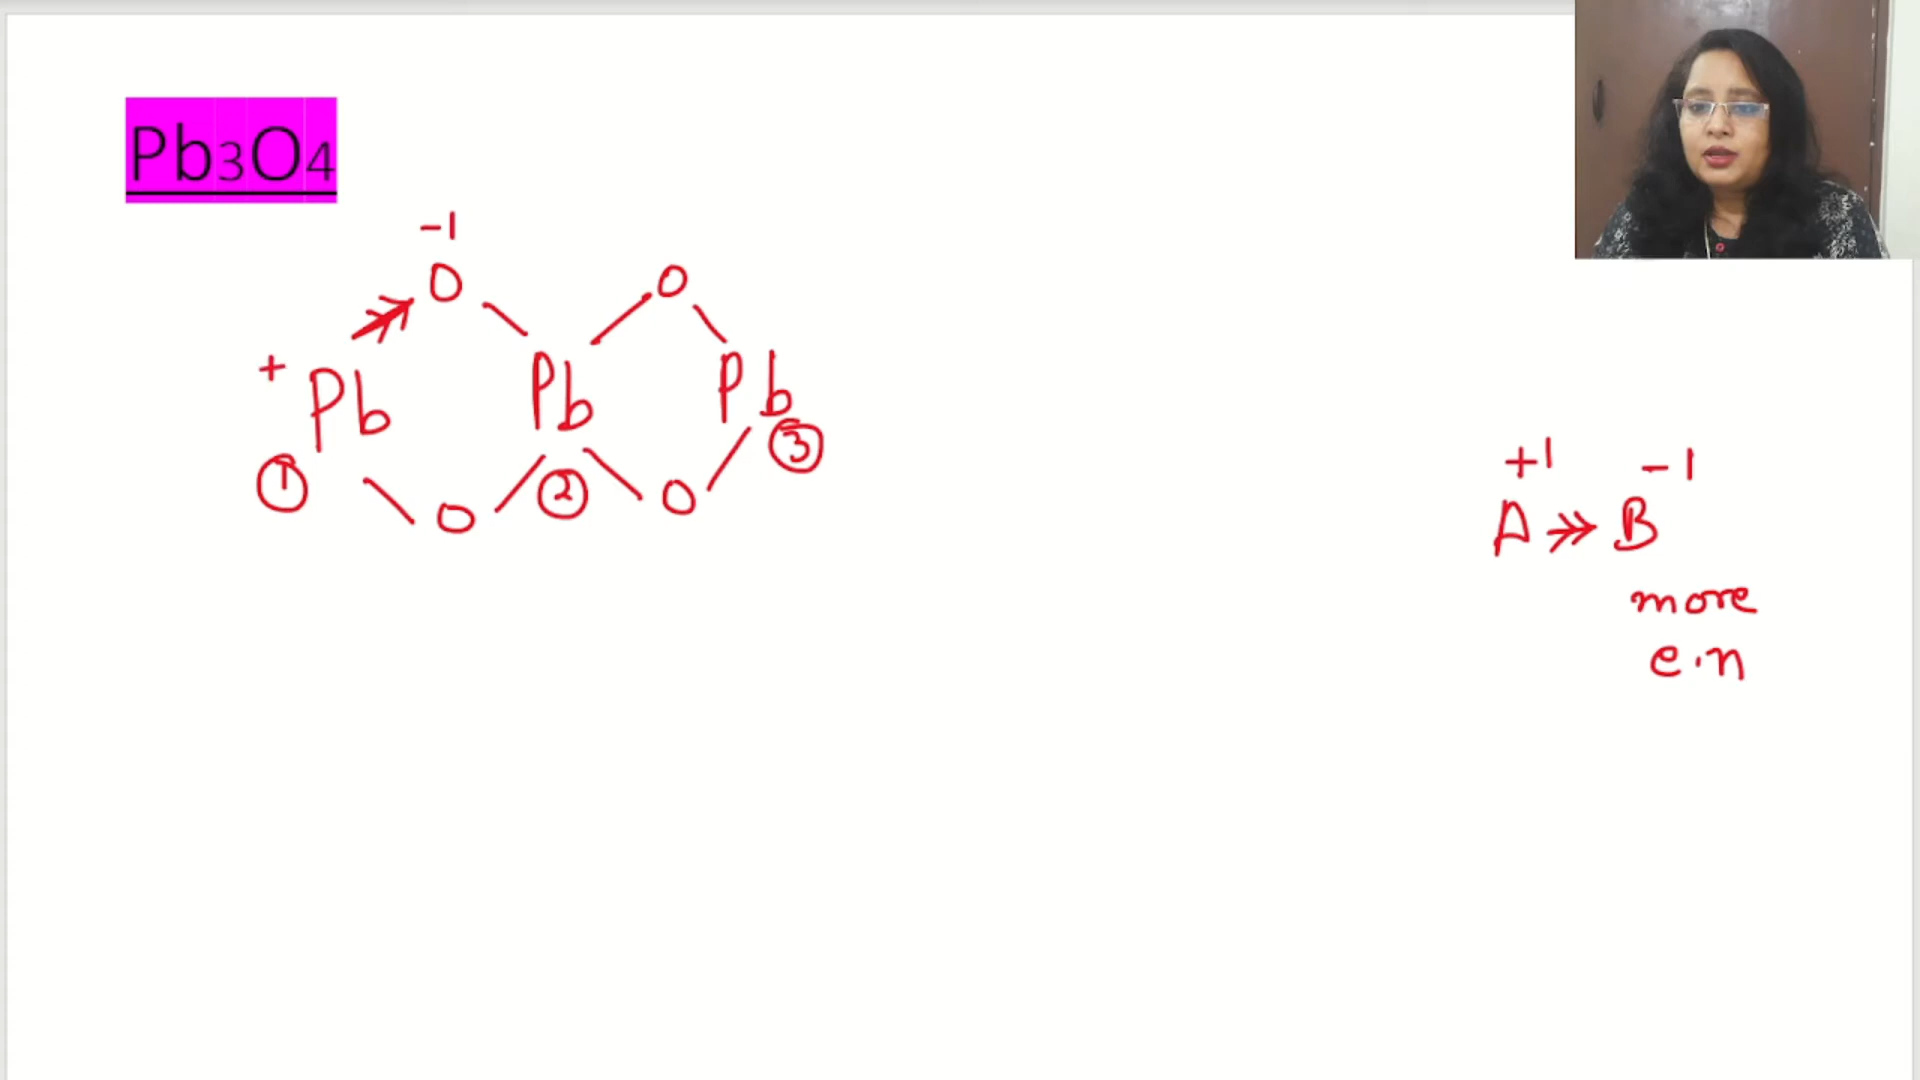 Pb3O4
-1
O O
+
Pb Pb Pb
① ② ③
O O
+1 -1
A ↠ B
more
e.n